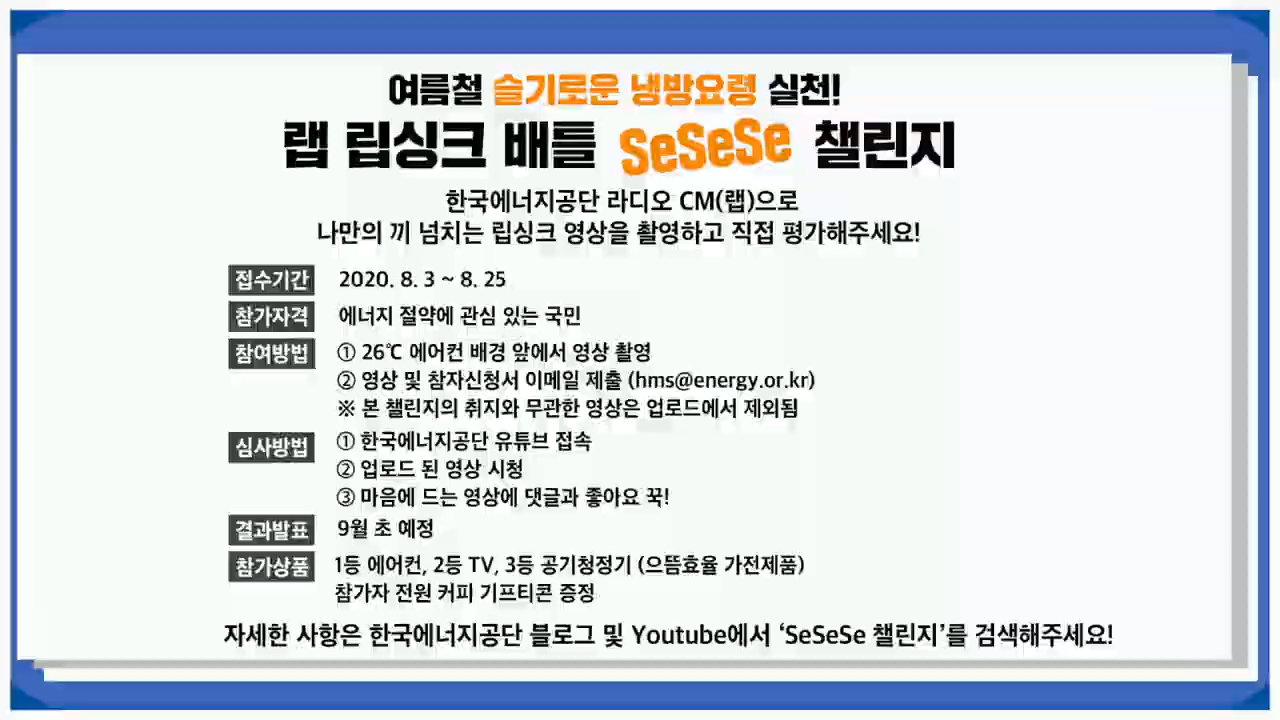 여름철 슬기로운 냉방요령 실천!
랩 립싱크 배틀 SeSeSe 챌린지
한국에너지공단 라디오 CM(랩)으로
나만의 끼 넘치는 립싱크 영상을 촬영하고 직접 평가해주세요!
접수기간 2020. 8. 3 ~ 8. 25
참가자격 에너지 절약에 관심 있는 국민
참여방법 ① 26℃ 에어컨 배경 앞에서 영상 촬영
② 영상 및 참자신청서 이메일 제출 (hms@energy.or.kr)
※ 본 챌린지의 취지와 무관한 영상은 업로드에서 제외됨
심사방법 ① 한국에너지공단 유튜브 접속
② 업로드 된 영상 시청
③ 마음에 드는 영상에 댓글과 좋아요 꾹!
결과발표 9월 초 예정
참가상품 1등 에어컨, 2등 TV, 3등 공기청정기 (으뜸효율 가전제품)
참가자 전원 커피 기프티콘 증정
자세한 사항은 한국에너지공단 블로그 및 Youtube에서 ‘SeSeSe 챌린지’를 검색해주세요!